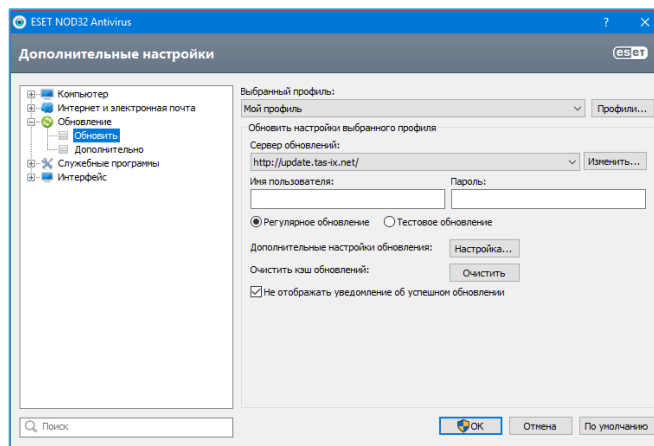 ESET NOD32 Antivirus
Дополнительные настройки
eset
Компьютер
Интернет и электронная почта
Обновление
Обновить
Дополнительно
Служебные программы
Интерфейс
Выбранный профиль:
Мой профиль
Профили...
Обновить настройки выбранного профиля
Сервер обновлений:
http://update.tas-ix.net/
Изменить...
Имя пользователя: Пароль:
Регулярное обновление Тестовое обновление
Дополнительные настройки обновления: Настройка...
Очистить кэш обновлений: Очистить
Не отображать уведомление об успешном обновлении
Поиск
OK Отмена По умолчанию